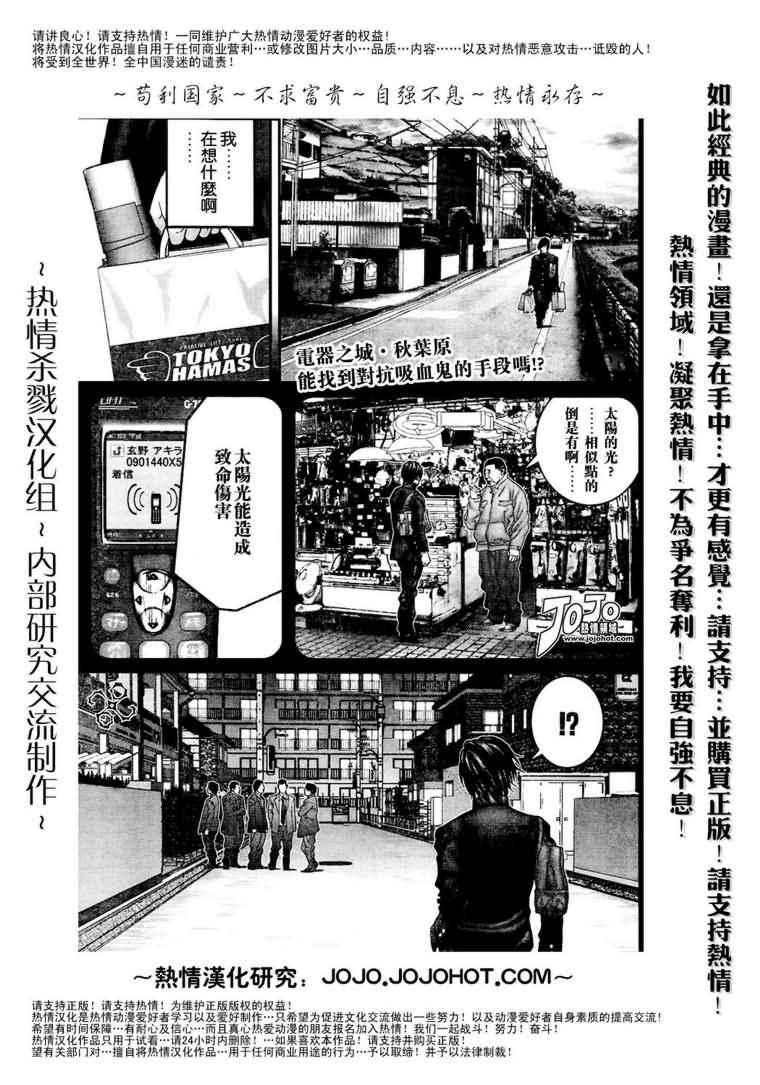 请讲良心！请支持热情！一同维护广大热情动漫爱好者的权益！
将热情汉化作品擅自用于任何商业营利…或修改图片大小…品质…内容……以及对热情恶意攻击…诋毁的人！
将受到全世界！全中国漫迷的谴责！
～苟利国家～不求富贵～自强不息～热情永存～
如此經典的漫畫！還是拿在手中…才更有感覺…請支持…並購買正版！請支持熱情！
熱情領域！凝聚熱情！不為爭名奪利！我要自強不息！
~热情杀戮汉化组~内部研究交流制作~
我……
在想什麼啊
……
TOKYO
HAMAS
電器之城·秋葉原
能找到對抗吸血鬼的手段嗎!?
太陽的光？
……相似點的
倒是有啊……
玄野 アキラ
0901440X5
着信
太陽光能造成
致命傷害
JOJO
熱情領域
www.jojohot.com
!?
～熱情漢化研究：JOJO.JOJOHOT.COM～
请支持正版！请支持热情！为维护正版版权的权益！
热情汉化是热情动漫爱好者学习以及爱好制作…只希望为促进文化交流做出一些努力！以及动漫爱好者自身素质的提高交流！
希望有时间保障…有耐心及信心…而且真心热爱动漫的朋友报名加入热情！我们一起战斗！努力！奋斗！
热情汉化作品只用于试看…请24小时内删除！…如果喜欢本作品！请支持并购买正版！
望有关部门对…擅自将热情汉化作品…用于任何商业用途的行为…予以取缔！并予以法律制裁！